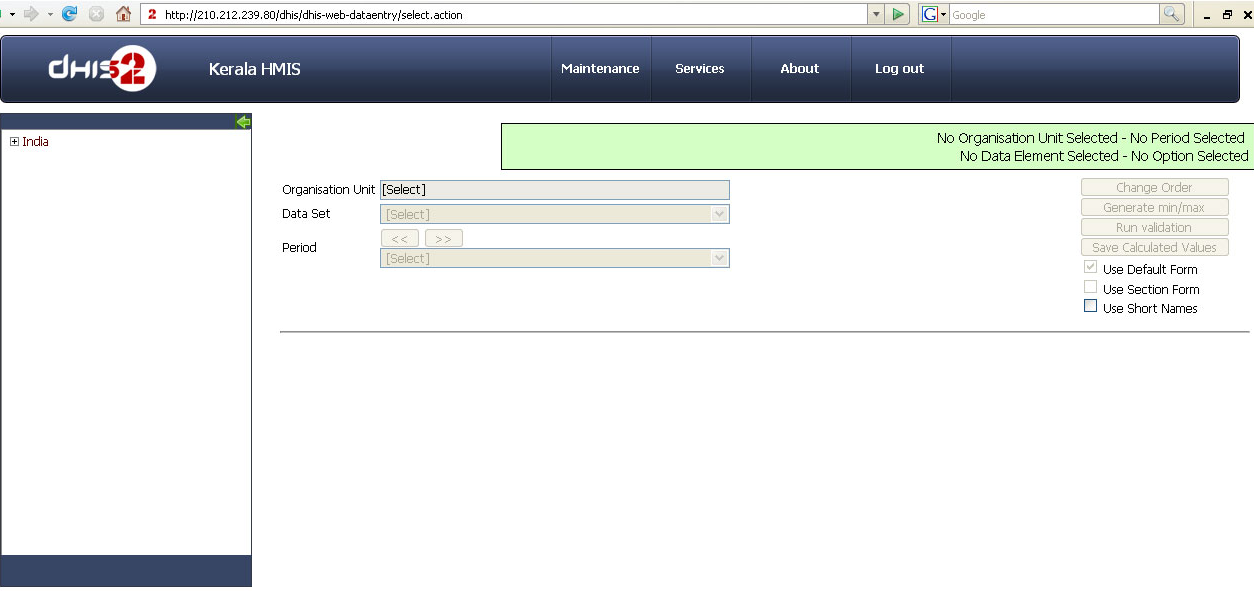 2 http://210.212.239.80/dhis/dhis-web-dataentry/select.action
G Google
dHIS2 Kerala HMIS Maintenance Services About Log out
India
No Organisation Unit Selected - No Period Selected
No Data Element Selected - No Option Selected
Organisation Unit [Select]
Data Set [Select]
Period << >>
[Select]
Change Order
Generate min/max
Run validation
Save Calculated Values
Use Default Form
Use Section Form
Use Short Names